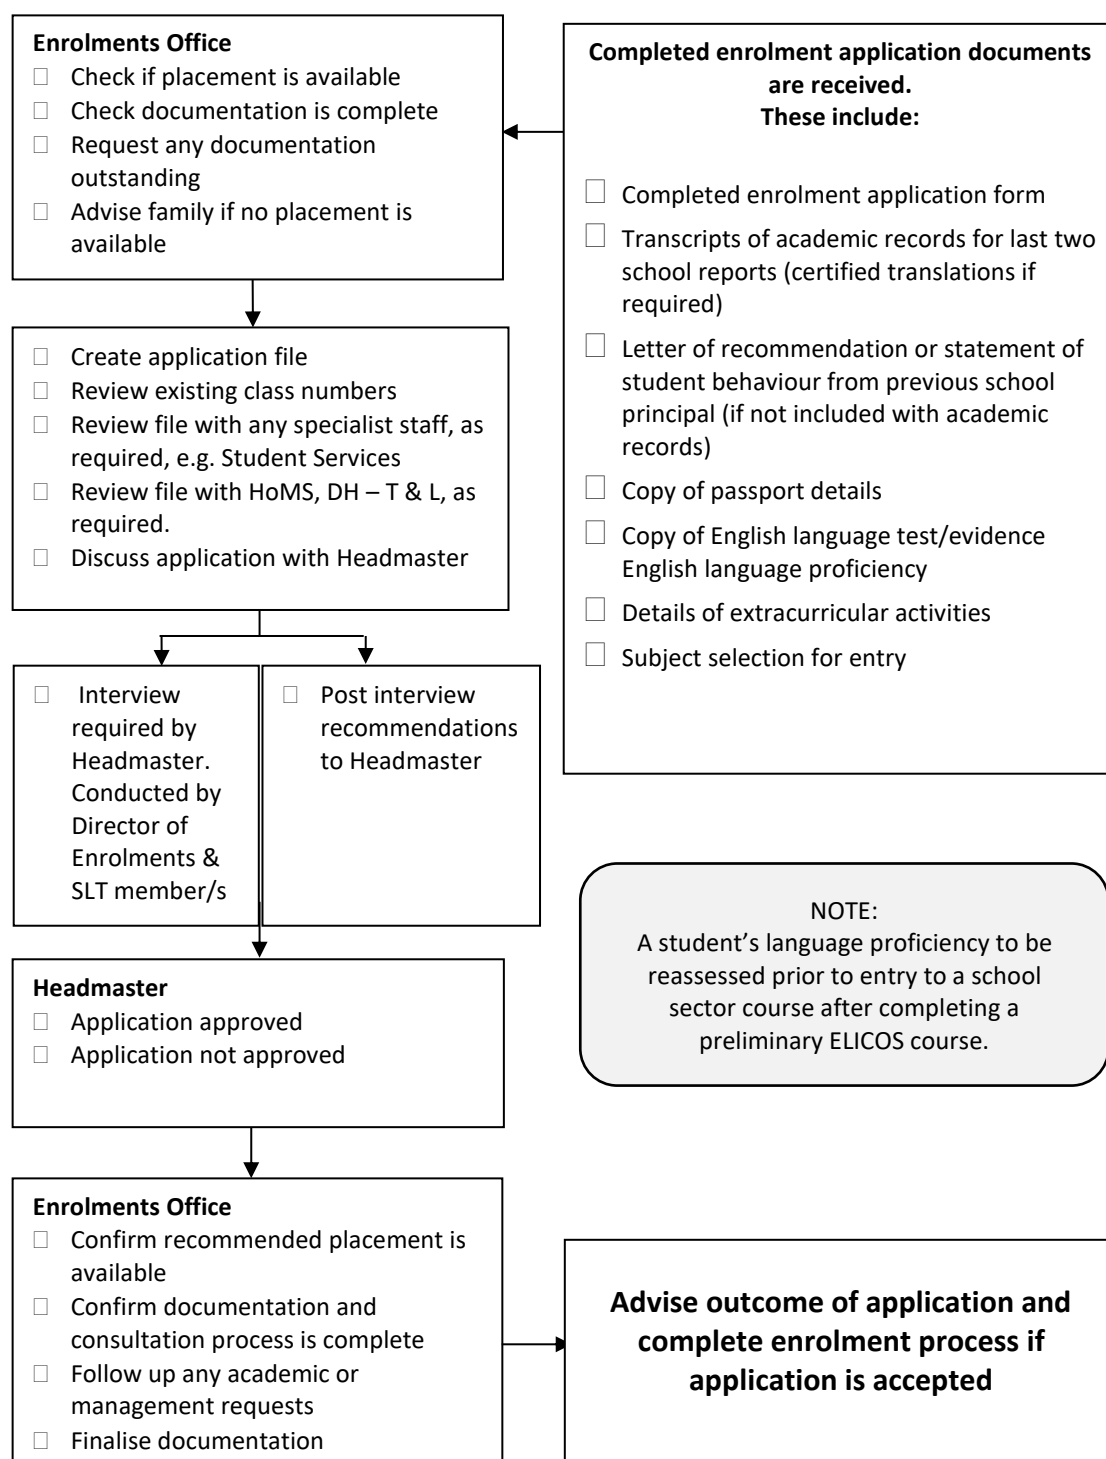 Enrolments Office
☐ Check if placement is available
☐ Check documentation is complete
☐ Request any documentation
outstanding
☐ Advise family if no placement is
available
Completed enrolment application documents
are received.
These include:
☐ Completed enrolment application form
☐ Transcripts of academic records for last two
school reports (certified translations if
required)
☐ Letter of recommendation or statement of
student behaviour from previous school
principal (if not included with academic
records)
☐ Copy of passport details
☐ Copy of English language test/evidence
English language proficiency
☐ Details of extracurricular activities
☐ Subject selection for entry
☐ Create application file
☐ Review existing class numbers
☐ Review file with any specialist staff, as
required, e.g. Student Services
☐ Review file with HoMS, DH – T & L, as
required.
☐ Discuss application with Headmaster
☐ Interview
required by
Headmaster.
Conducted by
Director of
Enrolments &
SLT member/s
☐ Post interview
recommendations
to Headmaster
NOTE:
A student’s language proficiency to be
reassessed prior to entry to a school
sector course after completing a
preliminary ELICOS course.
Headmaster
☐ Application approved
☐ Application not approved
Enrolments Office
☐ Confirm recommended placement is
available
☐ Confirm documentation and
consultation process is complete
☐ Follow up any academic or
management requests
☐ Finalise documentation
Advise outcome of application and
complete enrolment process if
application is accepted